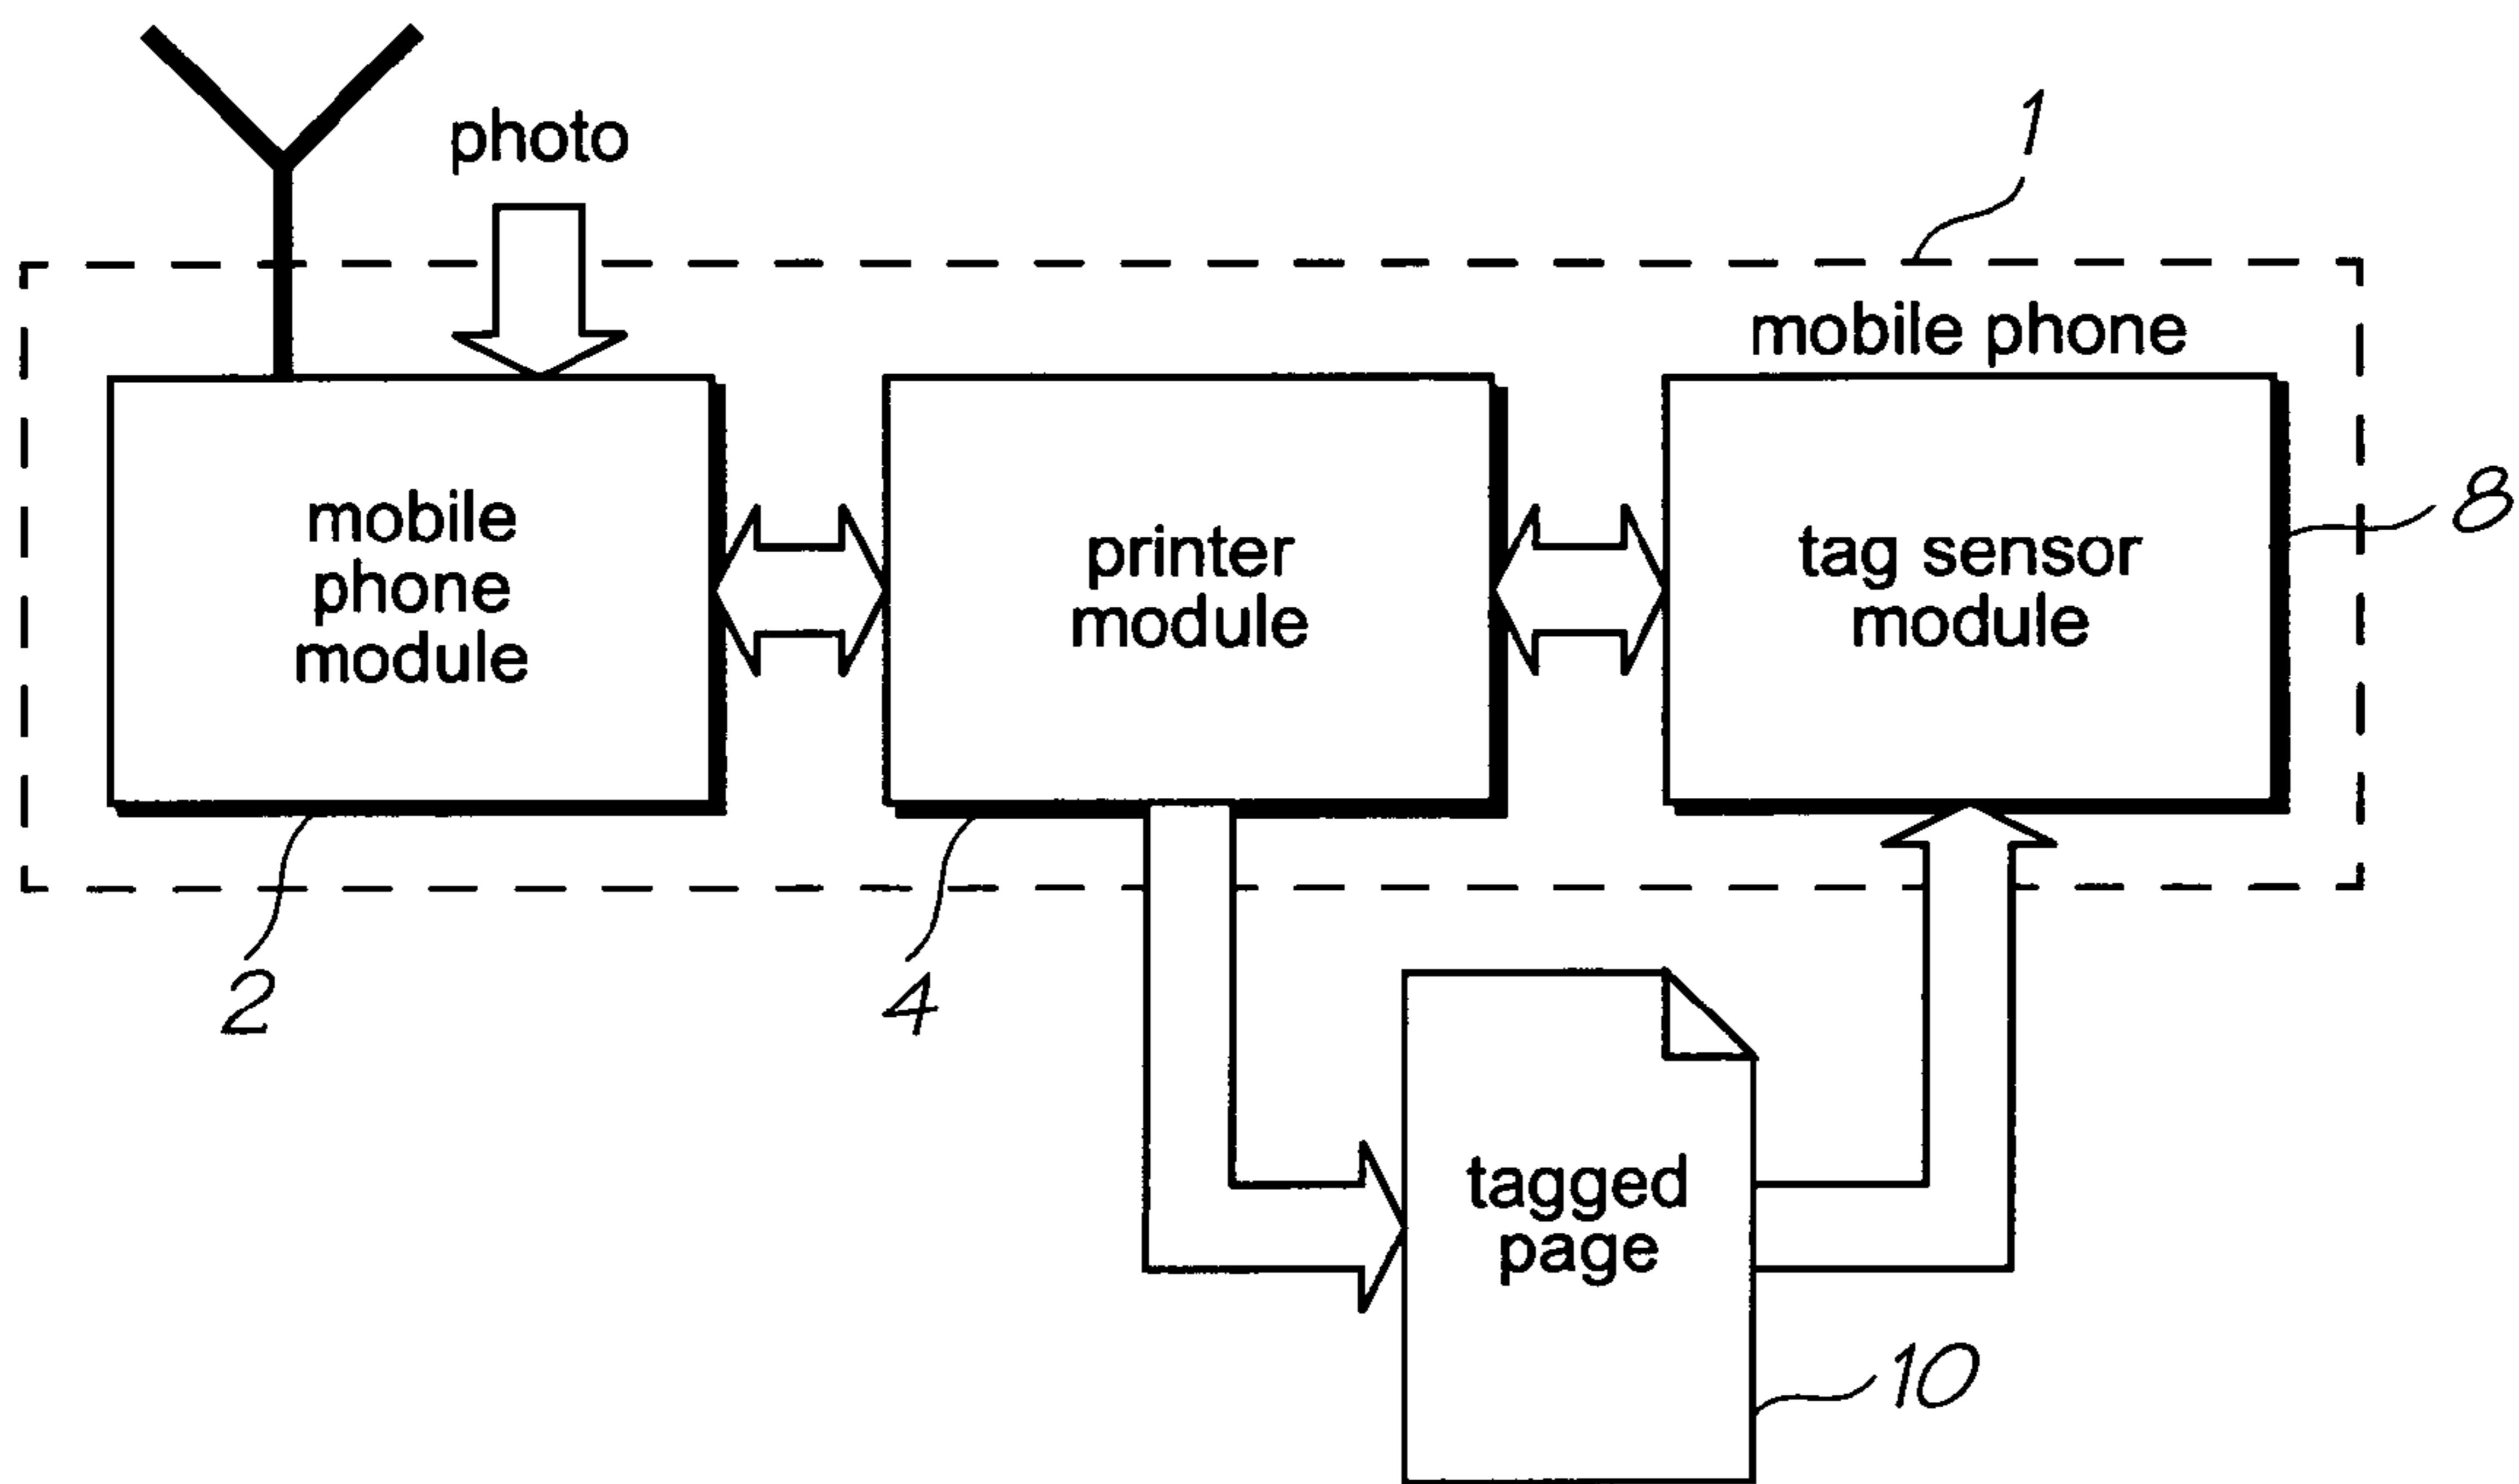 photo
1
mobile phone
mobile
phone
module
printer
module
tag sensor
module
8
2
4
tagged
page
10